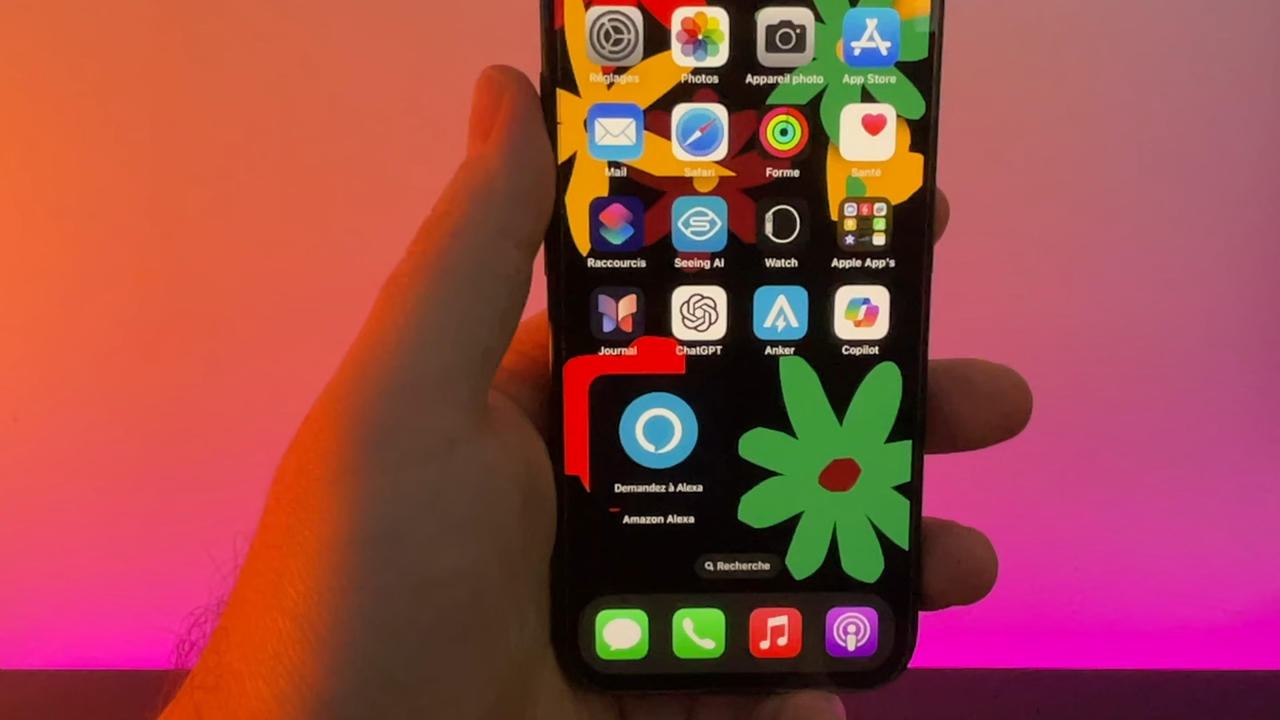 Réglages Photos Appareil photo App Store
Mail Safari Forme Santé
Raccourcis Seeing AI Watch Apple App's
Journal ChatGPT Anker Copilot
Demandez à Alexa
Amazon Alexa
Recherche